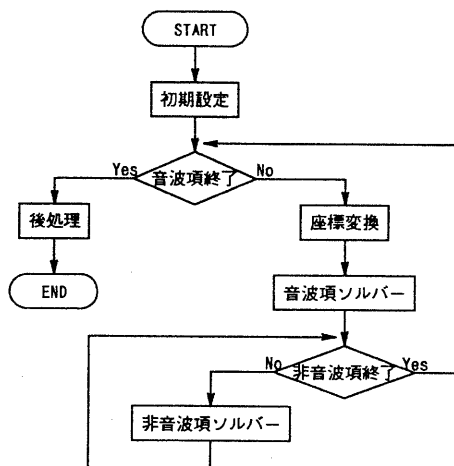 START
初期設定
Yes
音波項終了
No
後処理
座標変換
END
音波項ソルバー
No
非音波項終了
Yes
非音波項ソルバー